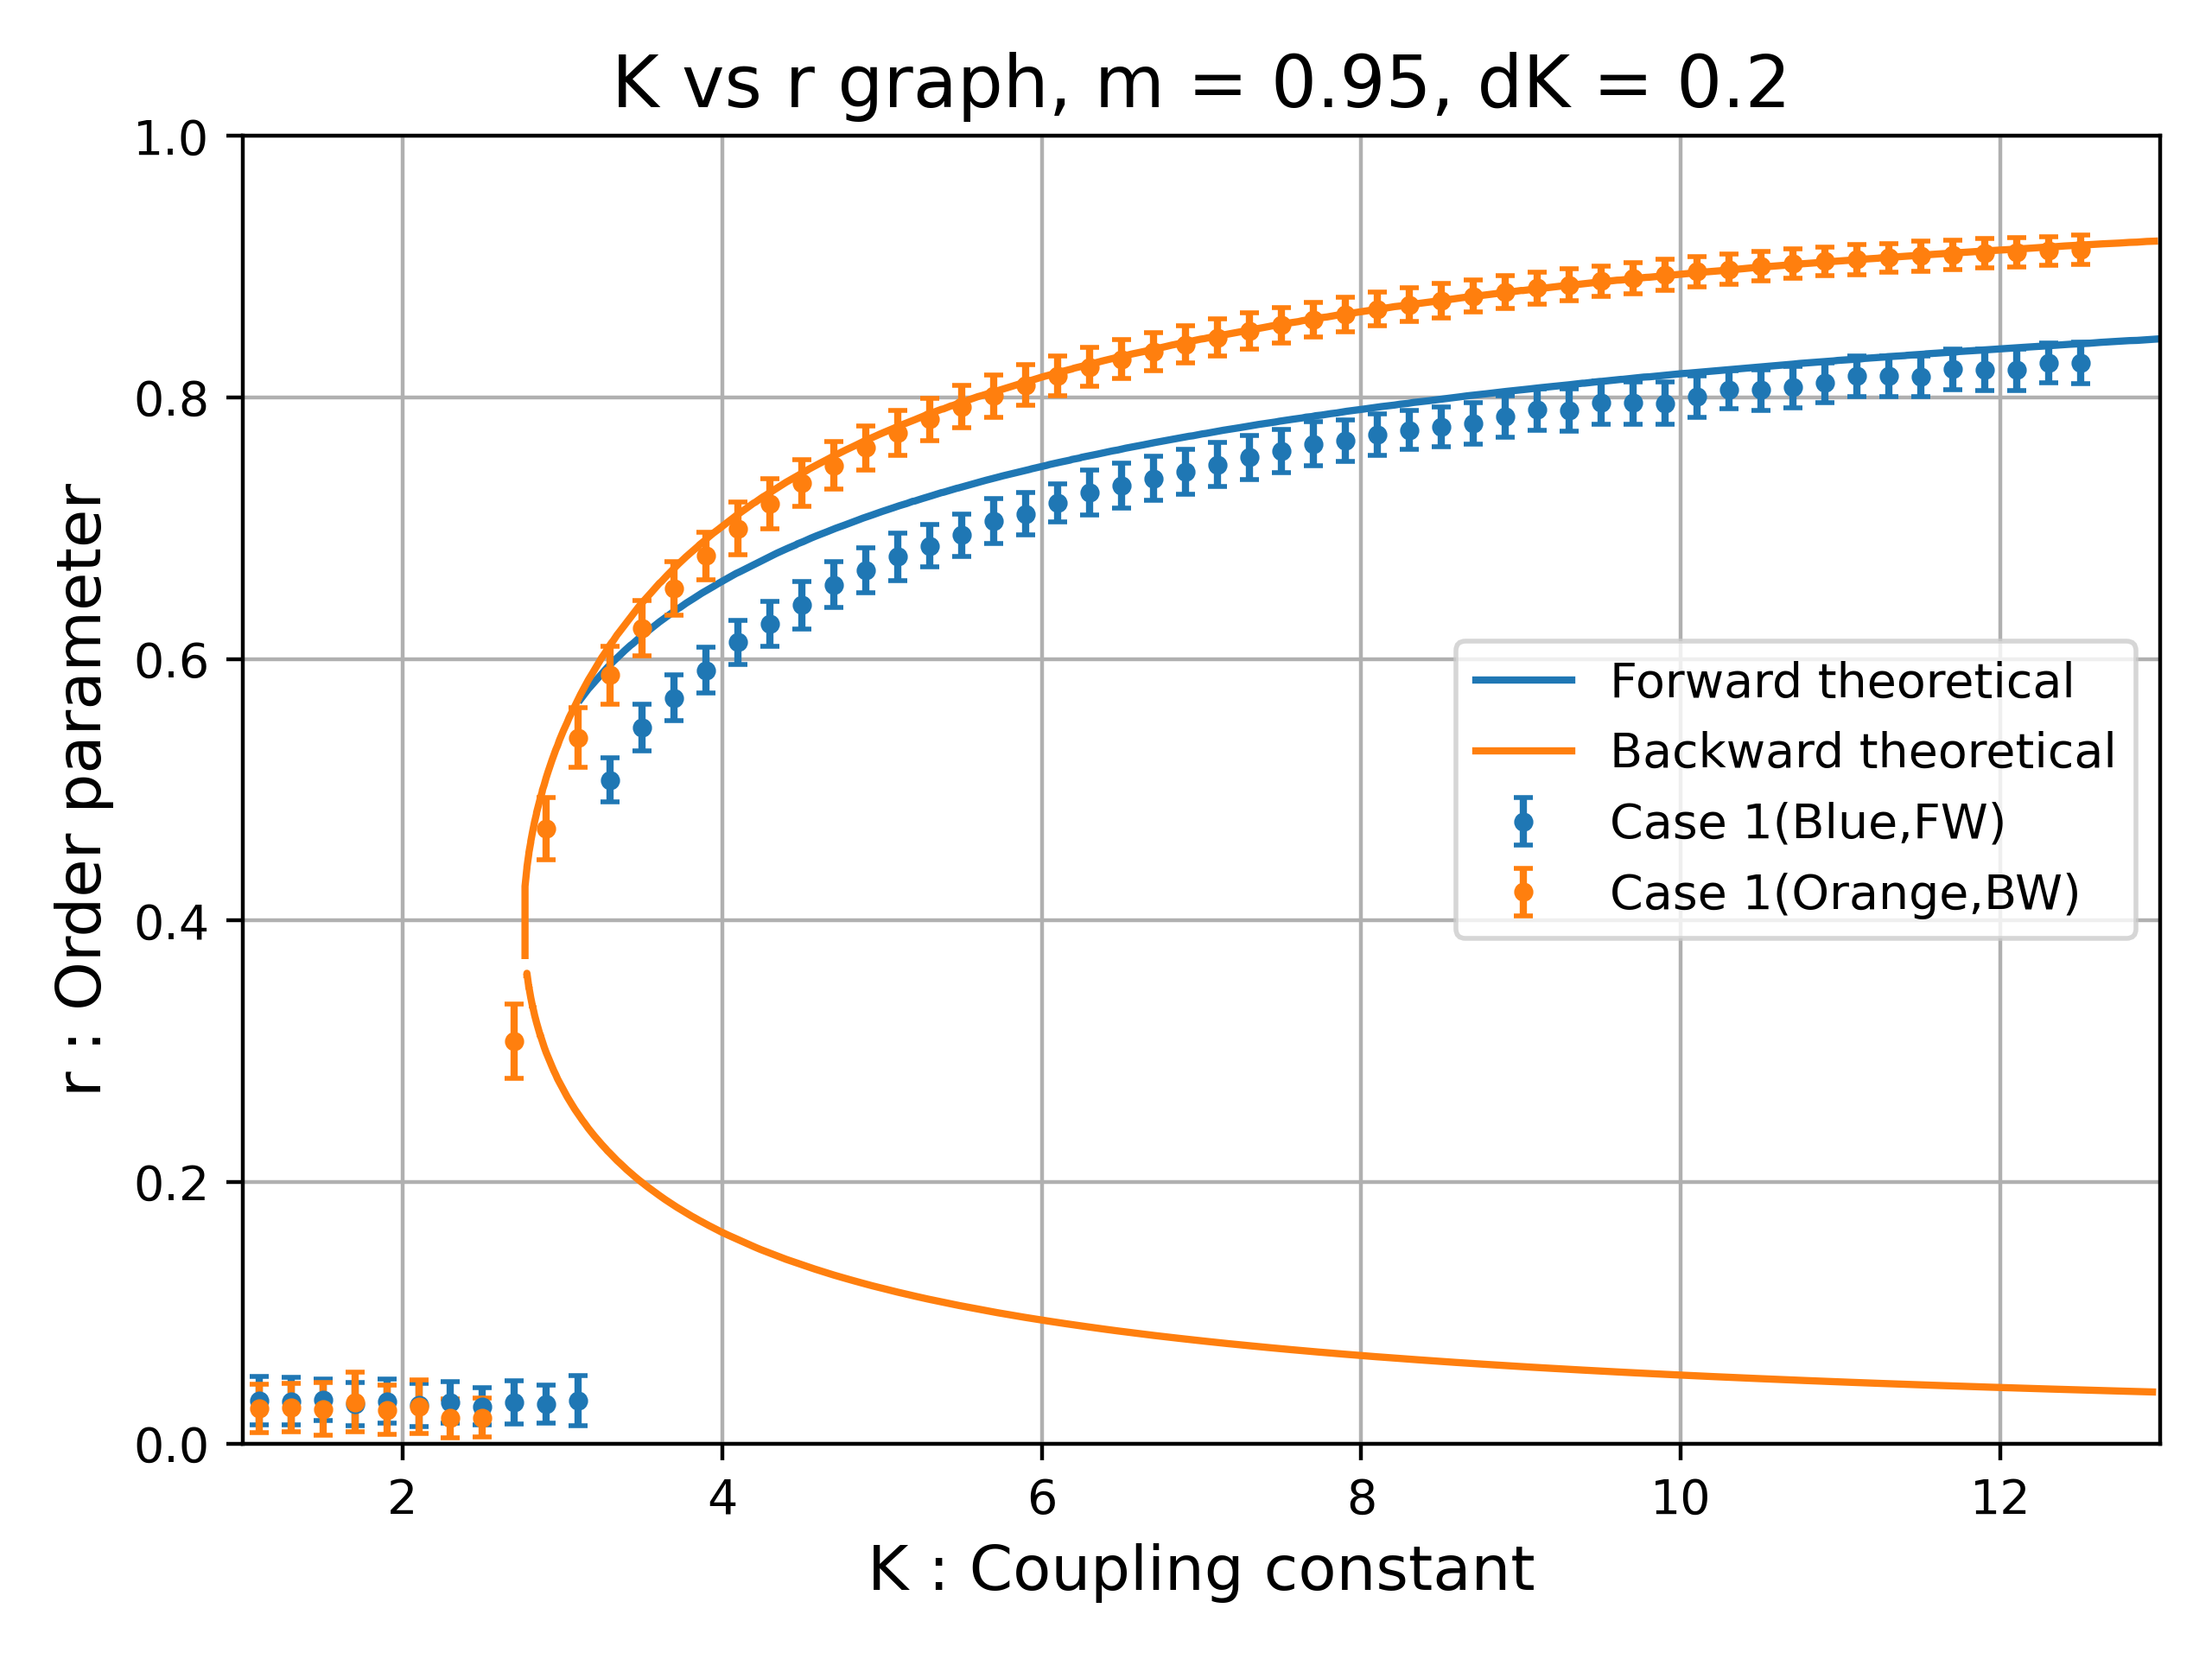 K vs r graph, m = 0.95, dK = 0.2
1.0
0.8
0.6
0.4
0.2
0.0
r : Order parameter
Forward theoretical
Backward theoretical
Case 1(Blue,FW)
Case 1(Orange,BW)
2 4 6 8 10 12
K : Coupling constant